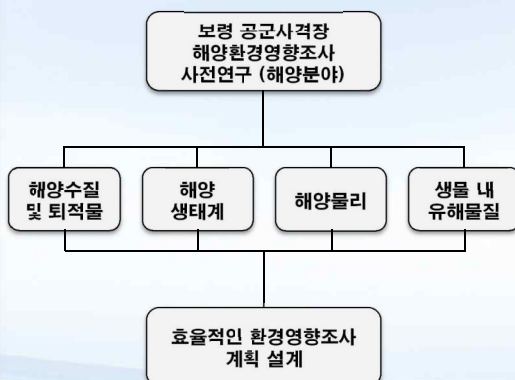 보령 공군사격장
해양환경영향조사
사전연구 (해양분야)
해양수질
및 퇴적물
해양
생태계
해양물리
생물 내
유해물질
효율적인 환경영향조사
계획 설계